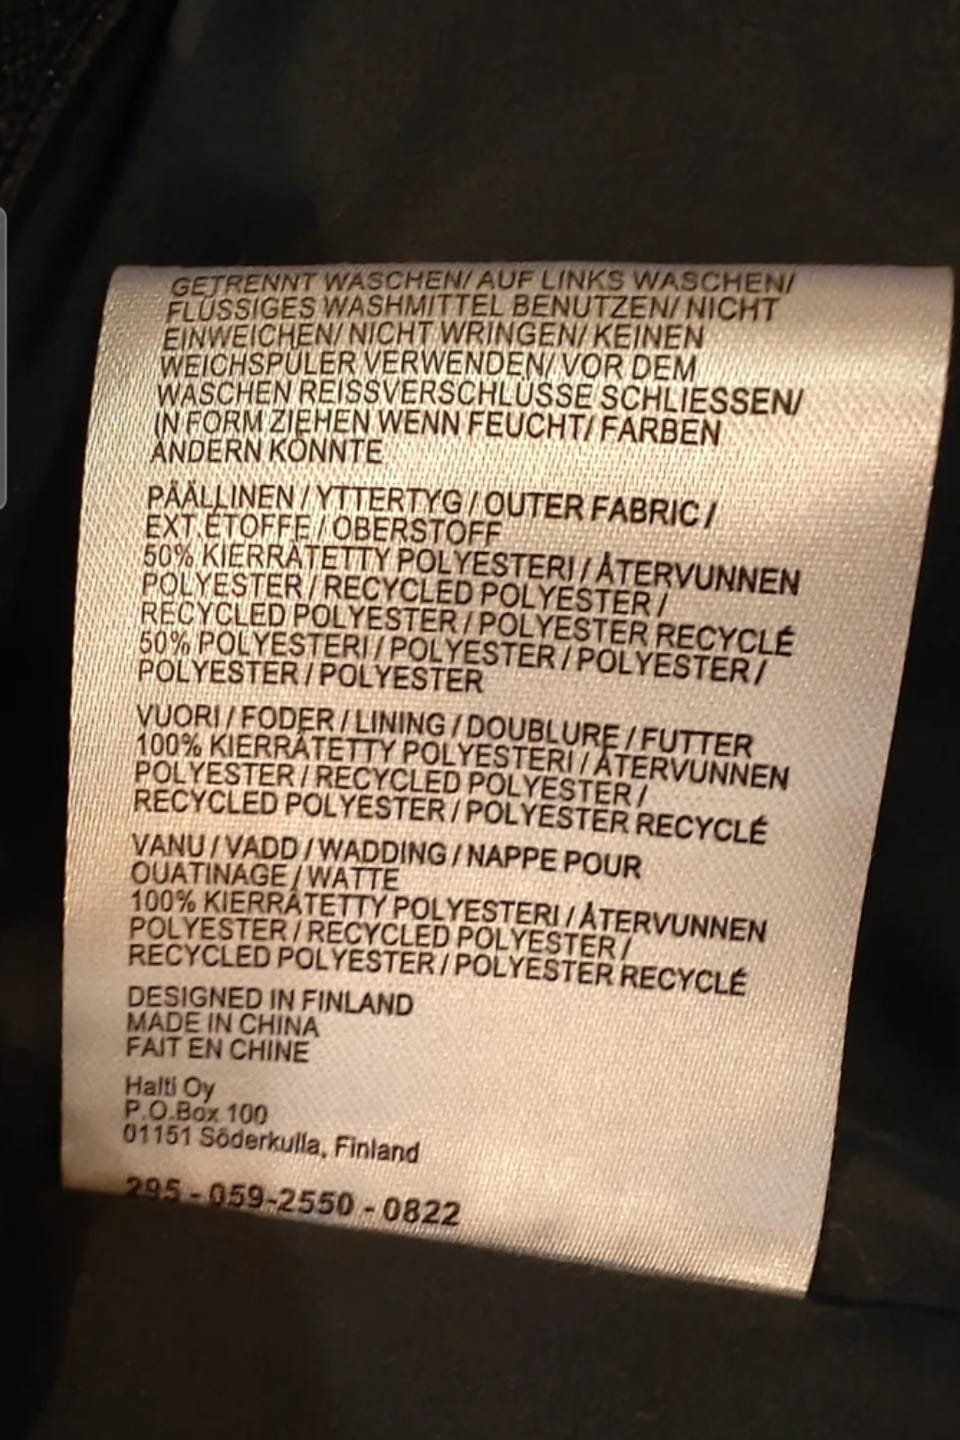 GETRENNT WASCHEN/ AUF LINKS WASCHEN/
FLÜSSIGES WASHMITTEL BENUTZEN/ NICHT
EINWEICHEN/ NICHT WRINGEN/ KEINEN
WEICHSPÜLER VERWENDEN/ VOR DEM
WASCHEN REISSVERSCHLÜSSE SCHLIESSEN/
IN FORM ZIEHEN WENN FEUCHT/ FARBEN
ÄNDERN KÖNNTE
PÄÄLLINEN / YTTERTYG / OUTER FABRIC /
EXT.ÉTOFFE / OBERSTOFF
50% KIERRÄTETTY POLYESTERI / ÅTERVUNNEN
POLYESTER / RECYCLED POLYESTER /
RECYCLED POLYESTER / POLYESTER RECYCLÉ
50% POLYESTERI / POLYESTER / POLYESTER /
POLYESTER / POLYESTER
VUORI / FODER / LINING / DOUBLURE / FUTTER
100% KIERRÄTETTY POLYESTERI / ÅTERVUNNEN
POLYESTER / RECYCLED POLYESTER /
RECYCLED POLYESTER / POLYESTER RECYCLÉ
VANU / VADD / WADDING / NAPPE POUR
OUATINAGE / WATTE
100% KIERRÄTETTY POLYESTERI / ÅTERVUNNEN
POLYESTER / RECYCLED POLYESTER /
RECYCLED POLYESTER / POLYESTER RECYCLÉ
DESIGNED IN FINLAND
MADE IN CHINA
FAIT EN CHINE
Halti Oy
P.O.Box 100
01151 Söderkulla, Finland
295 - 059-2550 - 0822